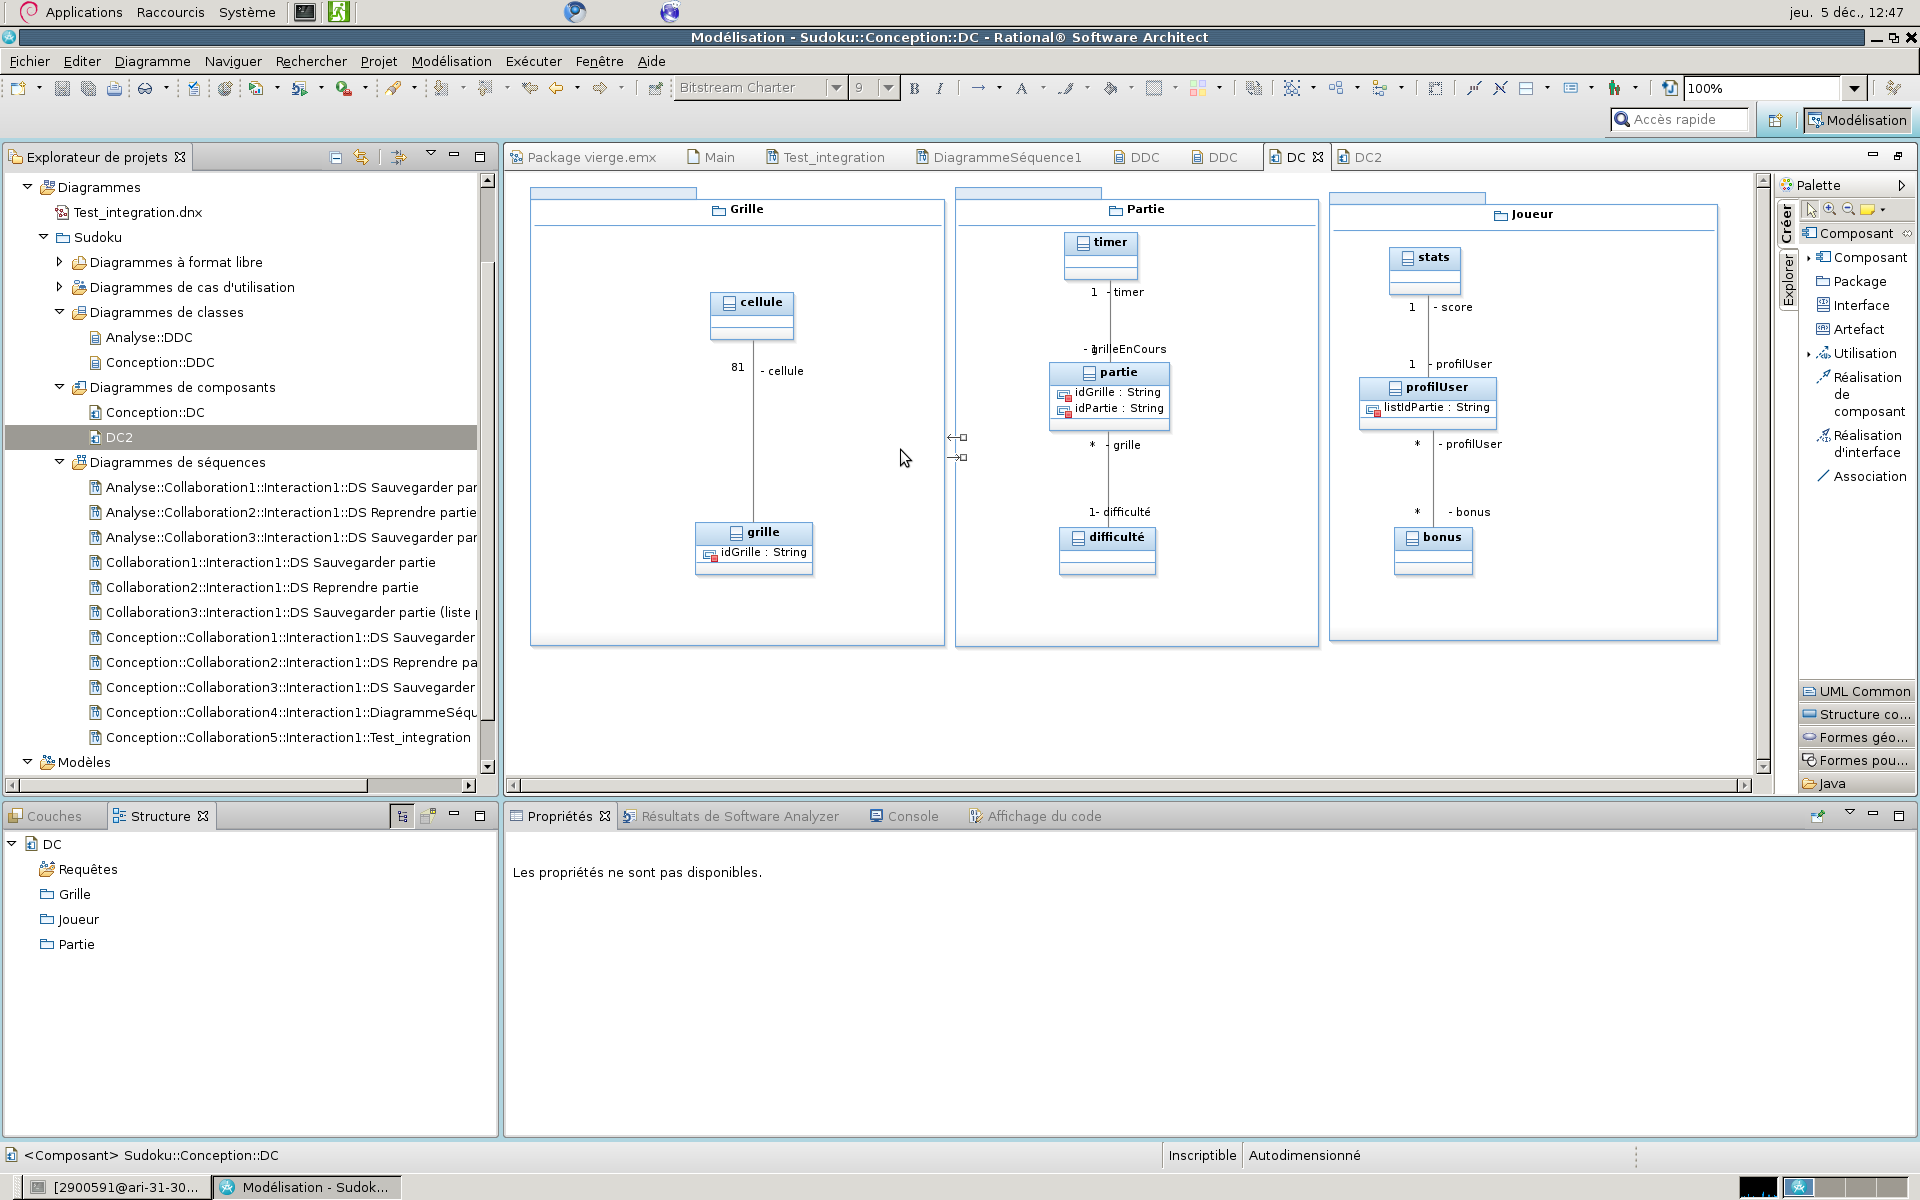 Applications Raccourcis Système
jeu. 5 déc., 12:47
Modélisation - Sudoku::Conception::DC - Rational® Software Architect
Fichier Editer Diagramme Naviguer Rechercher Projet Modélisation Exécuter Fenêtre Aide
Bitstream Charter 9 100%
Accès rapide Modélisation
Explorateur de projets
Diagrammes
Test_integration.dnx
Sudoku
Diagrammes à format libre
Diagrammes de cas d'utilisation
Diagrammes de classes
Analyse::DDC
Conception::DDC
Diagrammes de composants
Conception::DC
DC2
Diagrammes de séquences
Analyse::Collaboration1::Interaction1::DS Sauvegarder par
Analyse::Collaboration2::Interaction1::DS Reprendre partie
Analyse::Collaboration3::Interaction1::DS Sauvegarder par
Collaboration1::Interaction1::DS Sauvegarder partie
Collaboration2::Interaction1::DS Reprendre partie
Collaboration3::Interaction1::DS Sauvegarder partie (liste
Conception::Collaboration1::Interaction1::DS Sauvegarder
Conception::Collaboration2::Interaction1::DS Reprendre pa
Conception::Collaboration3::Interaction1::DS Sauvegarder
Conception::Collaboration4::Interaction1::DiagrammeSéqu
Conception::Collaboration5::Interaction1::Test_integration
Modèles
Package vierge.emx Main Test_integration DiagrammeSéquence1 DDC DDC DC DC2
Grille
cellule
81 - cellule
grille
idGrille : String
Partie
timer
1 - timer
- grilleEnCours
partie
idGrille : String
idPartie : String
* - grille
1 - difficulté
difficulté
Joueur
stats
1 - score
1 - profilUser
profilUser
listIdPartie : String
* - profilUser
* - bonus
bonus
Palette
Créer
Explorer
Composant
Composant
Package
Interface
Artefact
Utilisation
Réalisation
de
composant
Réalisation
d'interface
Association
UML Common
Structure co...
Formes géo...
Formes pou...
Java
Couches Structure
DC
Requêtes
Grille
Joueur
Partie
Propriétés Résultats de Software Analyzer Console Affichage du code
Les propriétés ne sont pas disponibles.
<Composant> Sudoku::Conception::DC
Inscriptible Autodimensionné
[2900591@ari-31-30... Modélisation - Sudok...